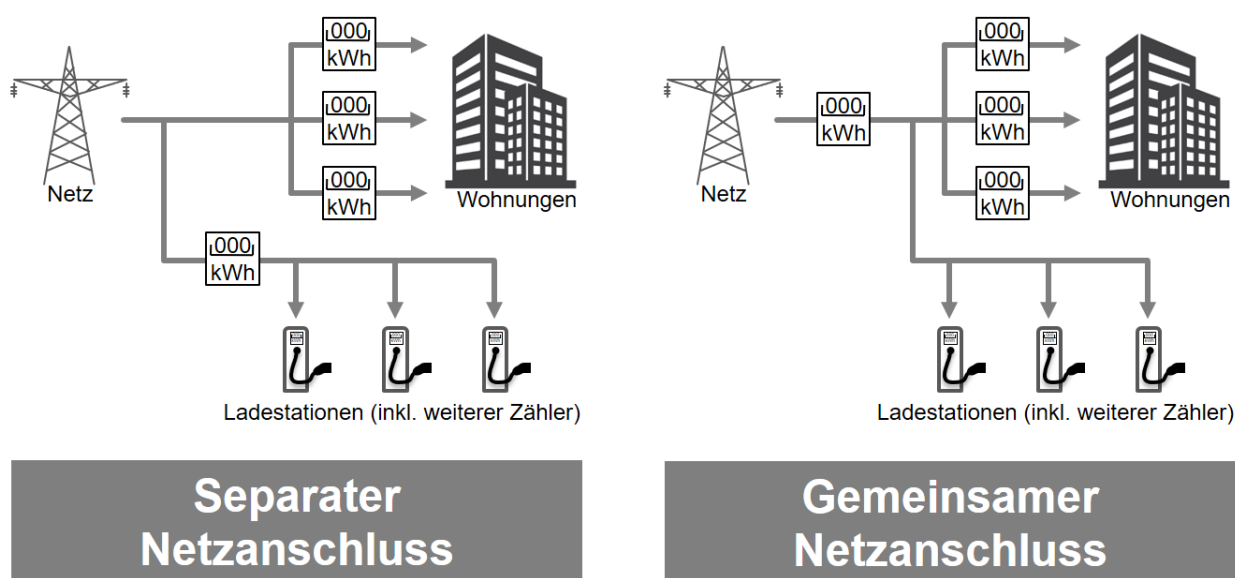 000
kWh
000
kWh
000
kWh
Netz
Wohnungen
000
kWh
Ladestationen (inkl. weiterer Zähler)
Separater
Netzanschluss
000
kWh
000
kWh
000
kWh
000
kWh
Netz
Wohnungen
Ladestationen (inkl. weiterer Zähler)
Gemeinsamer
Netzanschluss